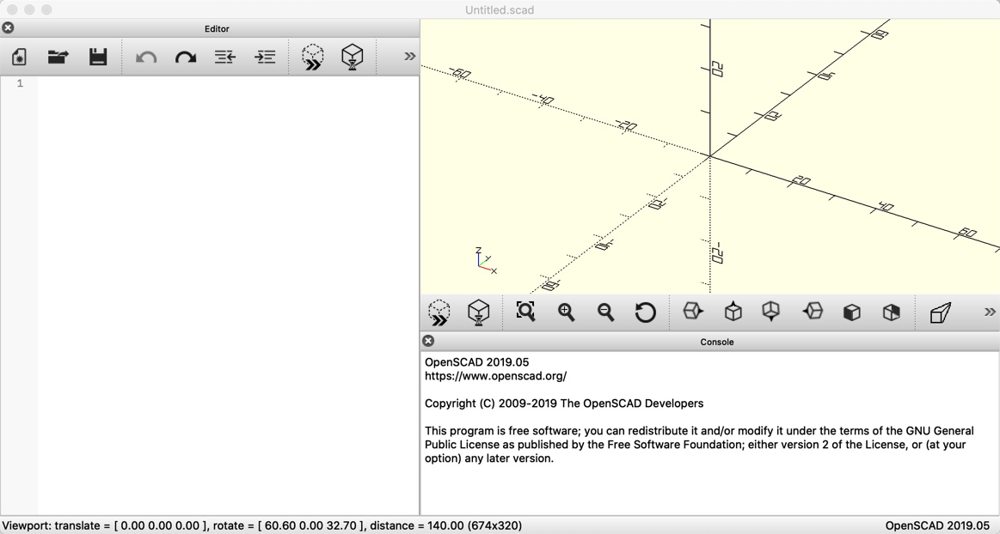 Untitled.scad
Editor
1
-60
-40
-20
20
40
60
20
-20
Z
Y
X
Console
OpenSCAD 2019.05
https://www.openscad.org/
Copyright (C) 2009-2019 The OpenSCAD Developers
This program is free software; you can redistribute it and/or modify it under the terms of the GNU General
Public License as published by the Free Software Foundation; either version 2 of the License, or (at your
option) any later version.
Viewport: translate = [ 0.00 0.00 0.00 ], rotate = [ 60.60 0.00 32.70 ], distance = 140.00 (674x320)
OpenSCAD 2019.05